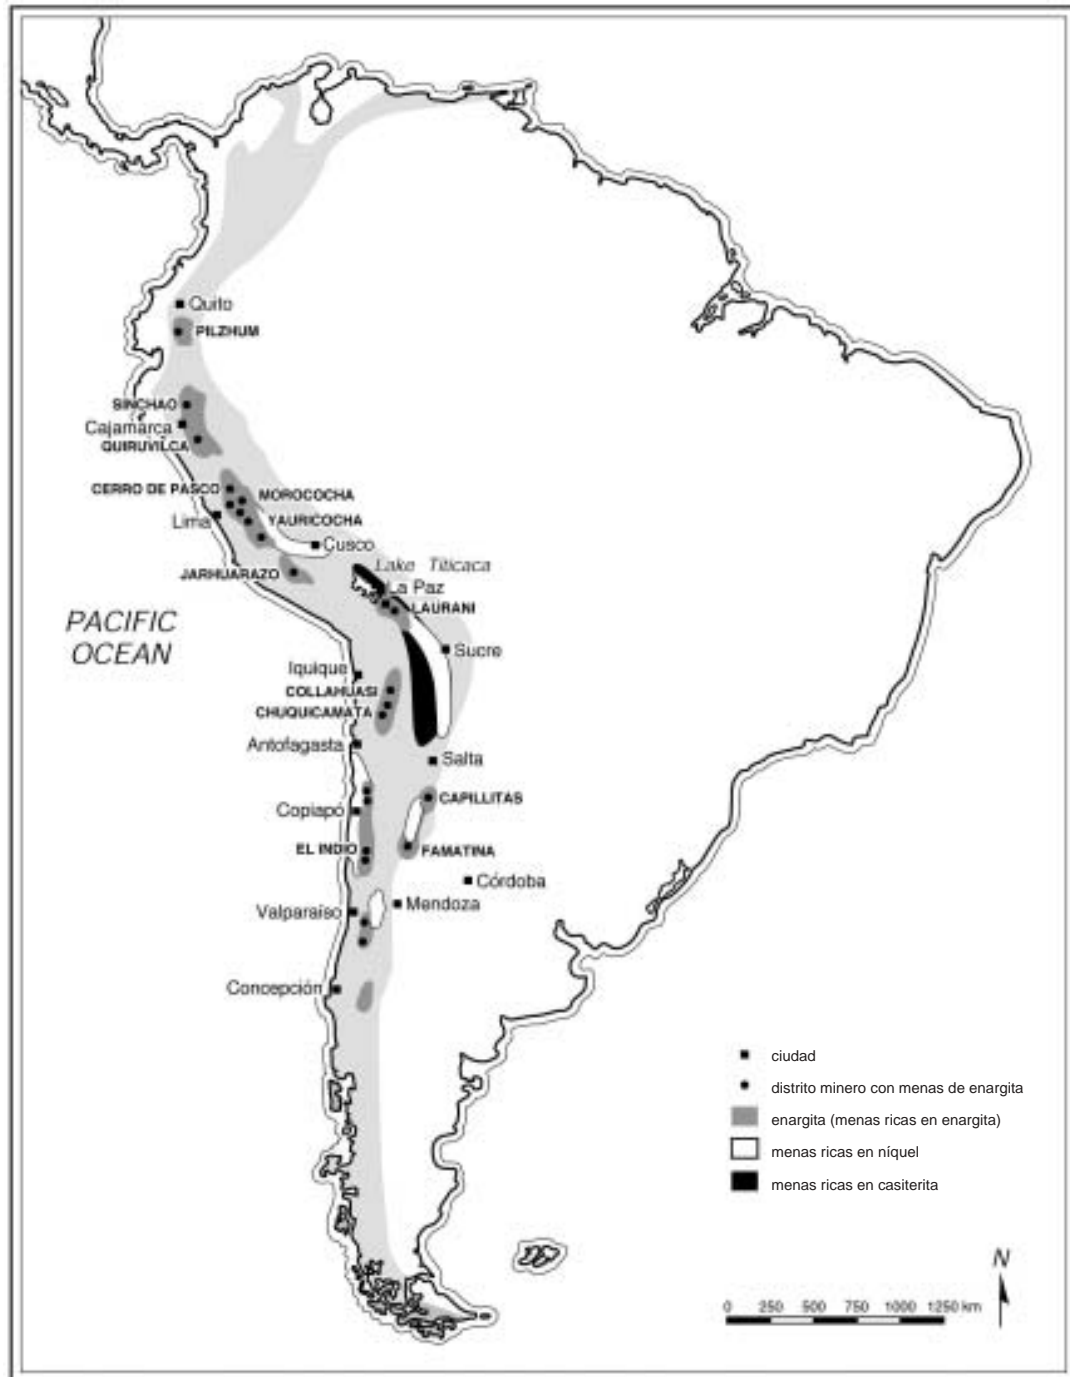 Quito
PILZHUM
SINCHAO
Cajamarca
QUIRUVILCA
CERRO DE PASCO
MOROCOCHA
Lima
YAURICOCHA
Cusco
JARHUARAZO
Lake Titicaca
La Paz
LAURANI
PACIFIC
OCEAN
Sucre
Iquique
COLLAHUASI
CHUQUICAMATA
Antofagasta
Salta
CAPILLITAS
Copiapó
EL INDIO
FAMATINA
Córdoba
Mendoza
Valparaíso
Concepción
ciudad
distrito minero con menas de enargita
enargita (menas ricas en enargita)
menas ricas en níquel
menas ricas en casiterita
N
0 250 500 750 1000 1250 km